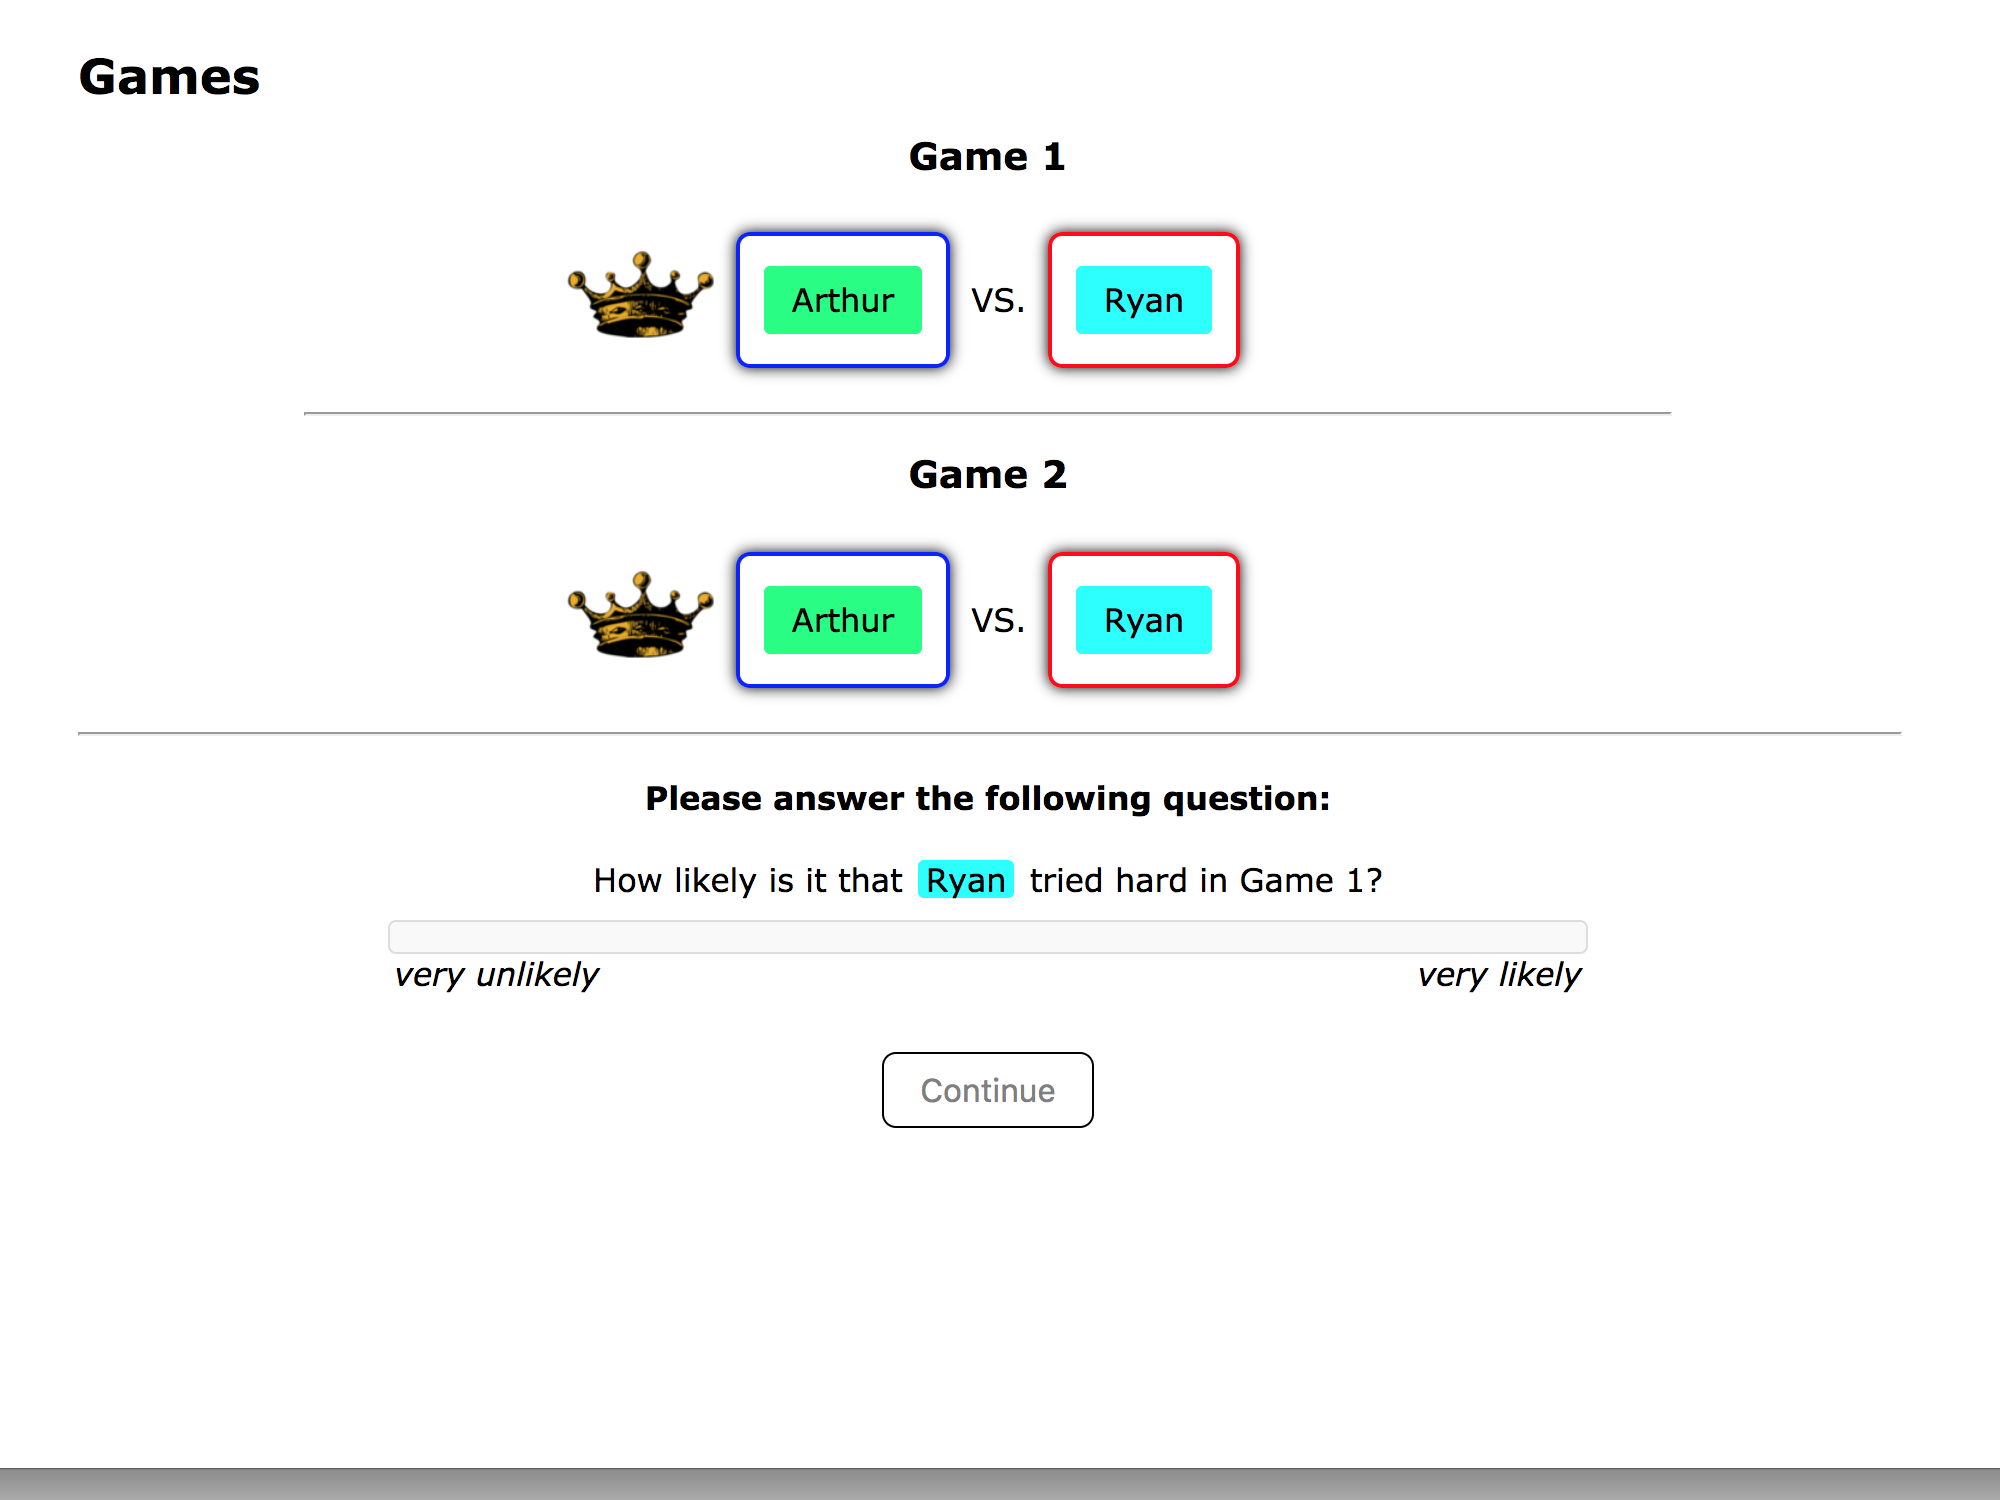 Games
Game 1
Arthur VS. Ryan
Game 2
Arthur VS. Ryan
Please answer the following question:
How likely is it that Ryan tried hard in Game 1?
very unlikely very likely
Continue